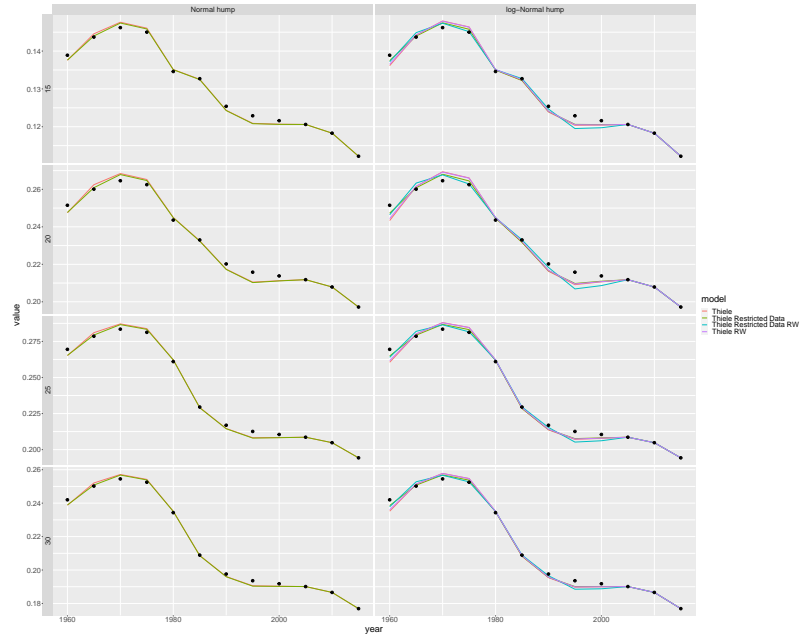 Normal hump
log−Normal hump
0.14
0.13
0.12
15
0.26
0.24
0.22
0.20
20
0.275
0.250
0.225
0.200
25
0.26
0.24
0.22
0.20
0.18
30
value
1960
1980
2000
1960
1980
2000
year
model
Thiele
Thiele Restricted Data
Thiele Restricted Data RW
Thiele RW